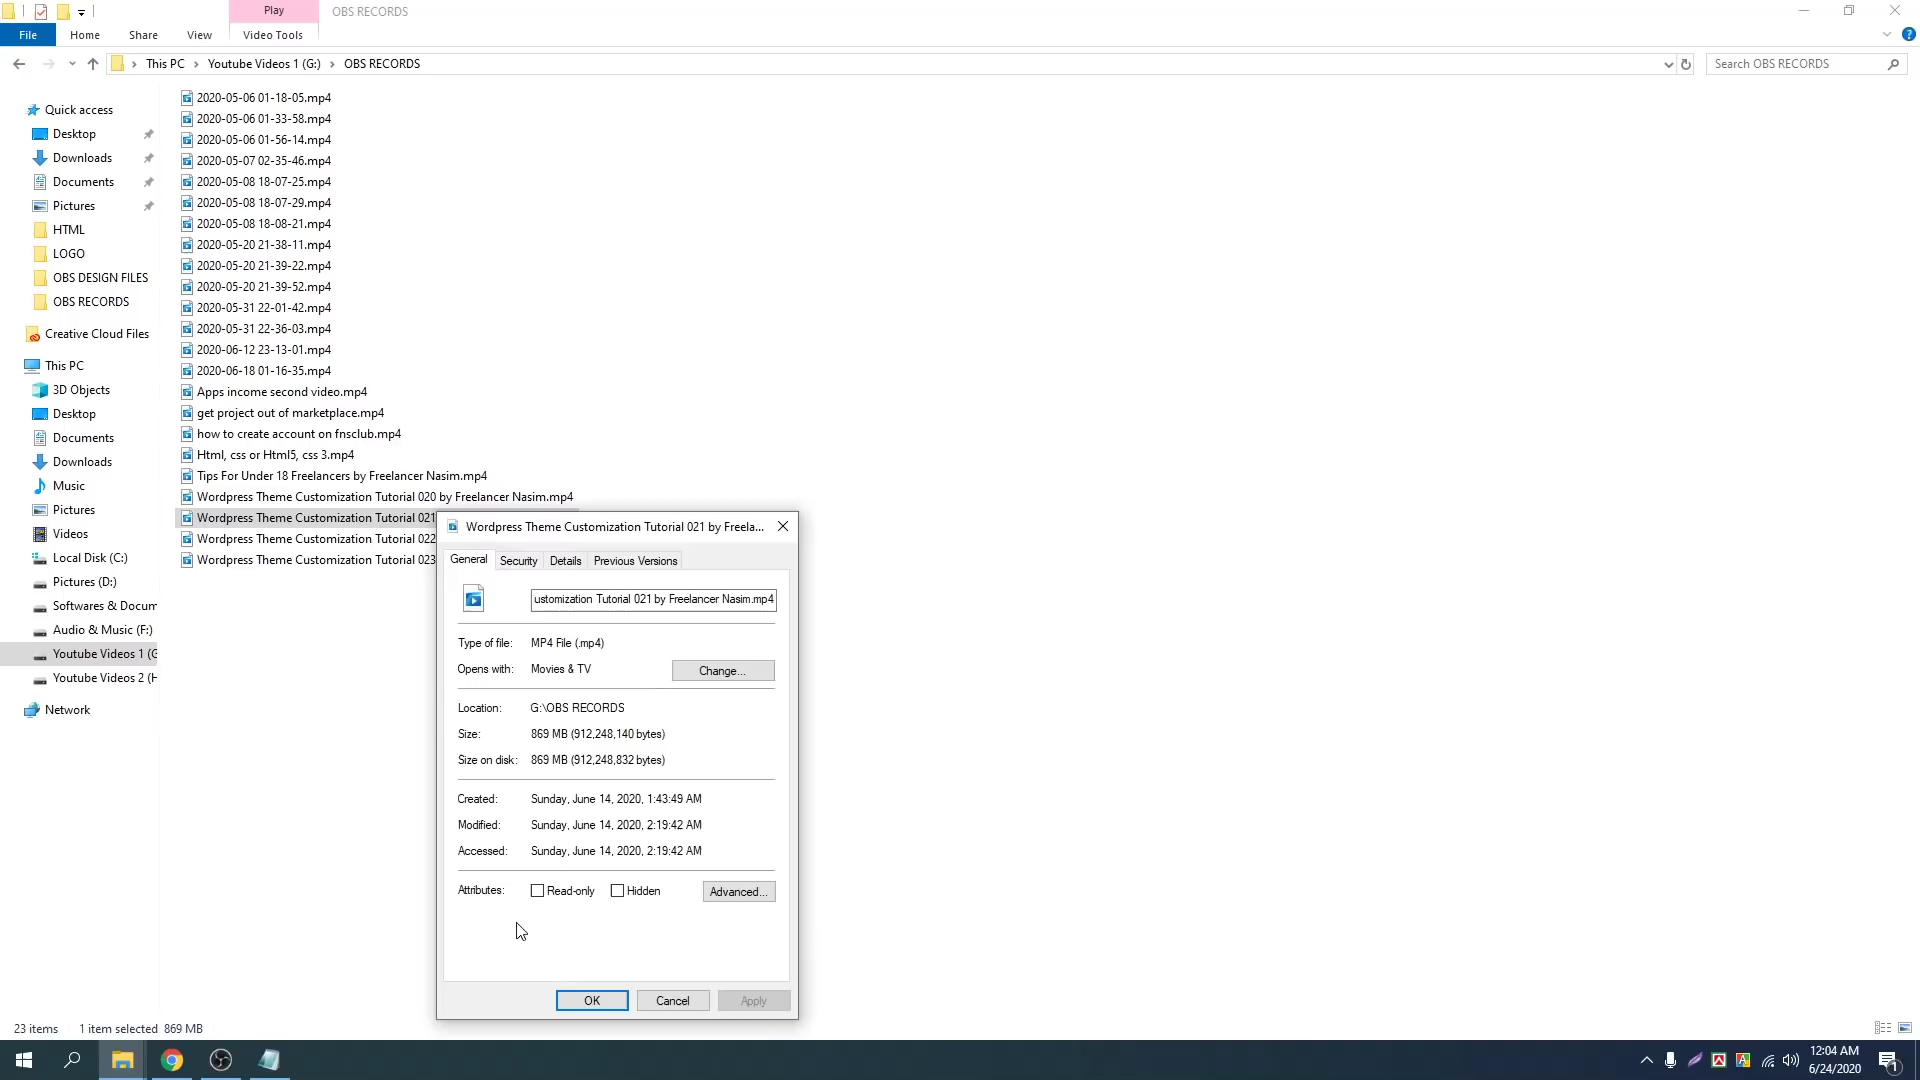 Play
OBS RECORDS
File
Home
Share
View
Video Tools
This PC
Youtube Videos 1 (G:)
OBS RECORDS
Search OBS RECORDS
Quick access
Desktop
Downloads
Documents
Pictures
HTML
LOGO
OBS DESIGN FILES
OBS RECORDS
Creative Cloud Files
This PC
3D Objects
Desktop
Documents
Downloads
Music
Pictures
Videos
Local Disk (C:)
Pictures (D:)
Softwares & Docum
Audio & Music (F:)
Youtube Videos 1 (G
Youtube Videos 2 (H
Network
2020-05-06 01-18-05.mp4
2020-05-06 01-33-58.mp4
2020-05-06 01-56-14.mp4
2020-05-07 02-35-46.mp4
2020-05-08 18-07-25.mp4
2020-05-08 18-07-29.mp4
2020-05-08 18-08-21.mp4
2020-05-20 21-38-11.mp4
2020-05-20 21-39-22.mp4
2020-05-20 21-39-52.mp4
2020-05-31 22-01-42.mp4
2020-05-31 22-36-03.mp4
2020-06-12 23-13-01.mp4
2020-06-18 01-16-35.mp4
Apps income second video.mp4
get project out of marketplace.mp4
how to create account on fnsclub.mp4
Html, css or Html5, css 3.mp4
Tips For Under 18 Freelancers by Freelancer Nasim.mp4
Wordpress Theme Customization Tutorial 020 by Freelancer Nasim.mp4
Wordpress Theme Customization Tutorial 021
Wordpress Theme Customization Tutorial 022
Wordpress Theme Customization Tutorial 023
Wordpress Theme Customization Tutorial 021 by Freela...
General
Security
Details
Previous Versions
ustomization Tutorial 021 by Freelancer Nasim.mp4
Type of file: MP4 File (.mp4)
Opens with: Movies & TV
Change...
Location: G:\OBS RECORDS
Size: 869 MB (912,248,140 bytes)
Size on disk: 869 MB (912,248,832 bytes)
Created: Sunday, June 14, 2020, 1:43:49 AM
Modified: Sunday, June 14, 2020, 2:19:42 AM
Accessed: Sunday, June 14, 2020, 2:19:42 AM
Attributes: Read-only Hidden
Advanced...
OK
Cancel
Apply
23 items
1 item selected 869 MB
12:04 AM
6/24/2020
1